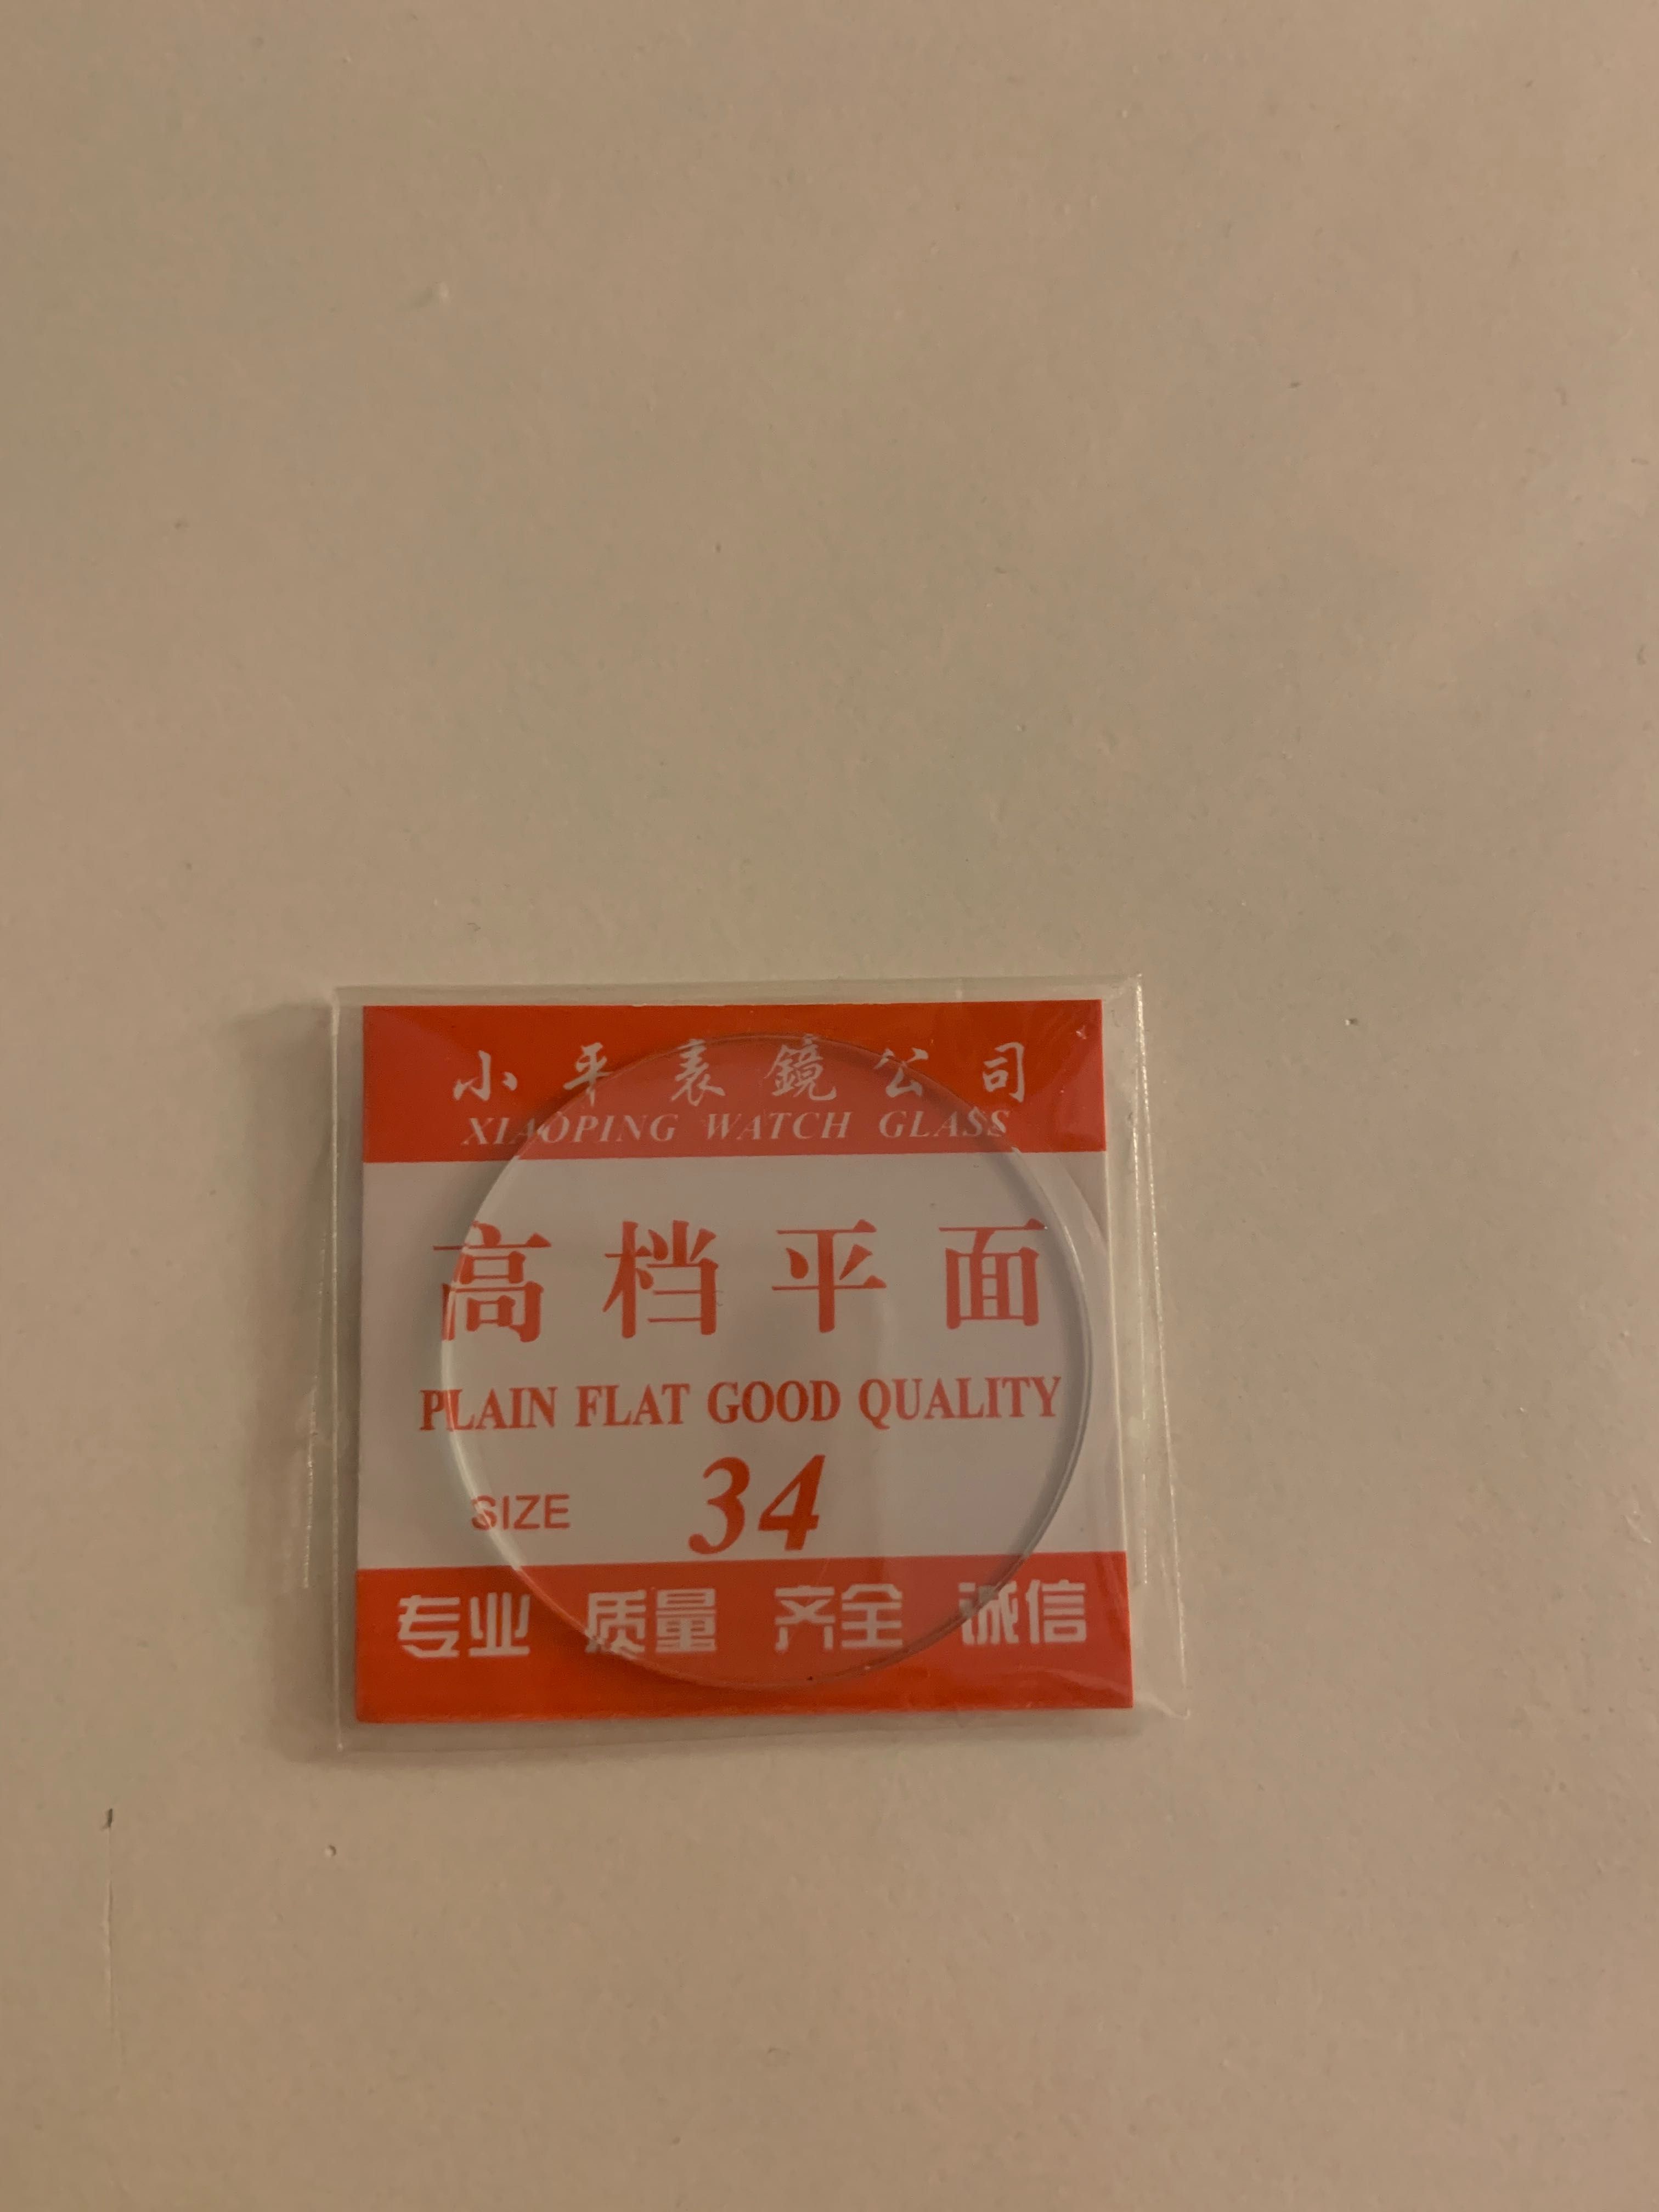 小平表鏡公司
XIAOPING WATCH GLASS
高档平面
PLAIN FLAT GOOD QUALITY
SIZE 34
专业 质量 齐全 诚信